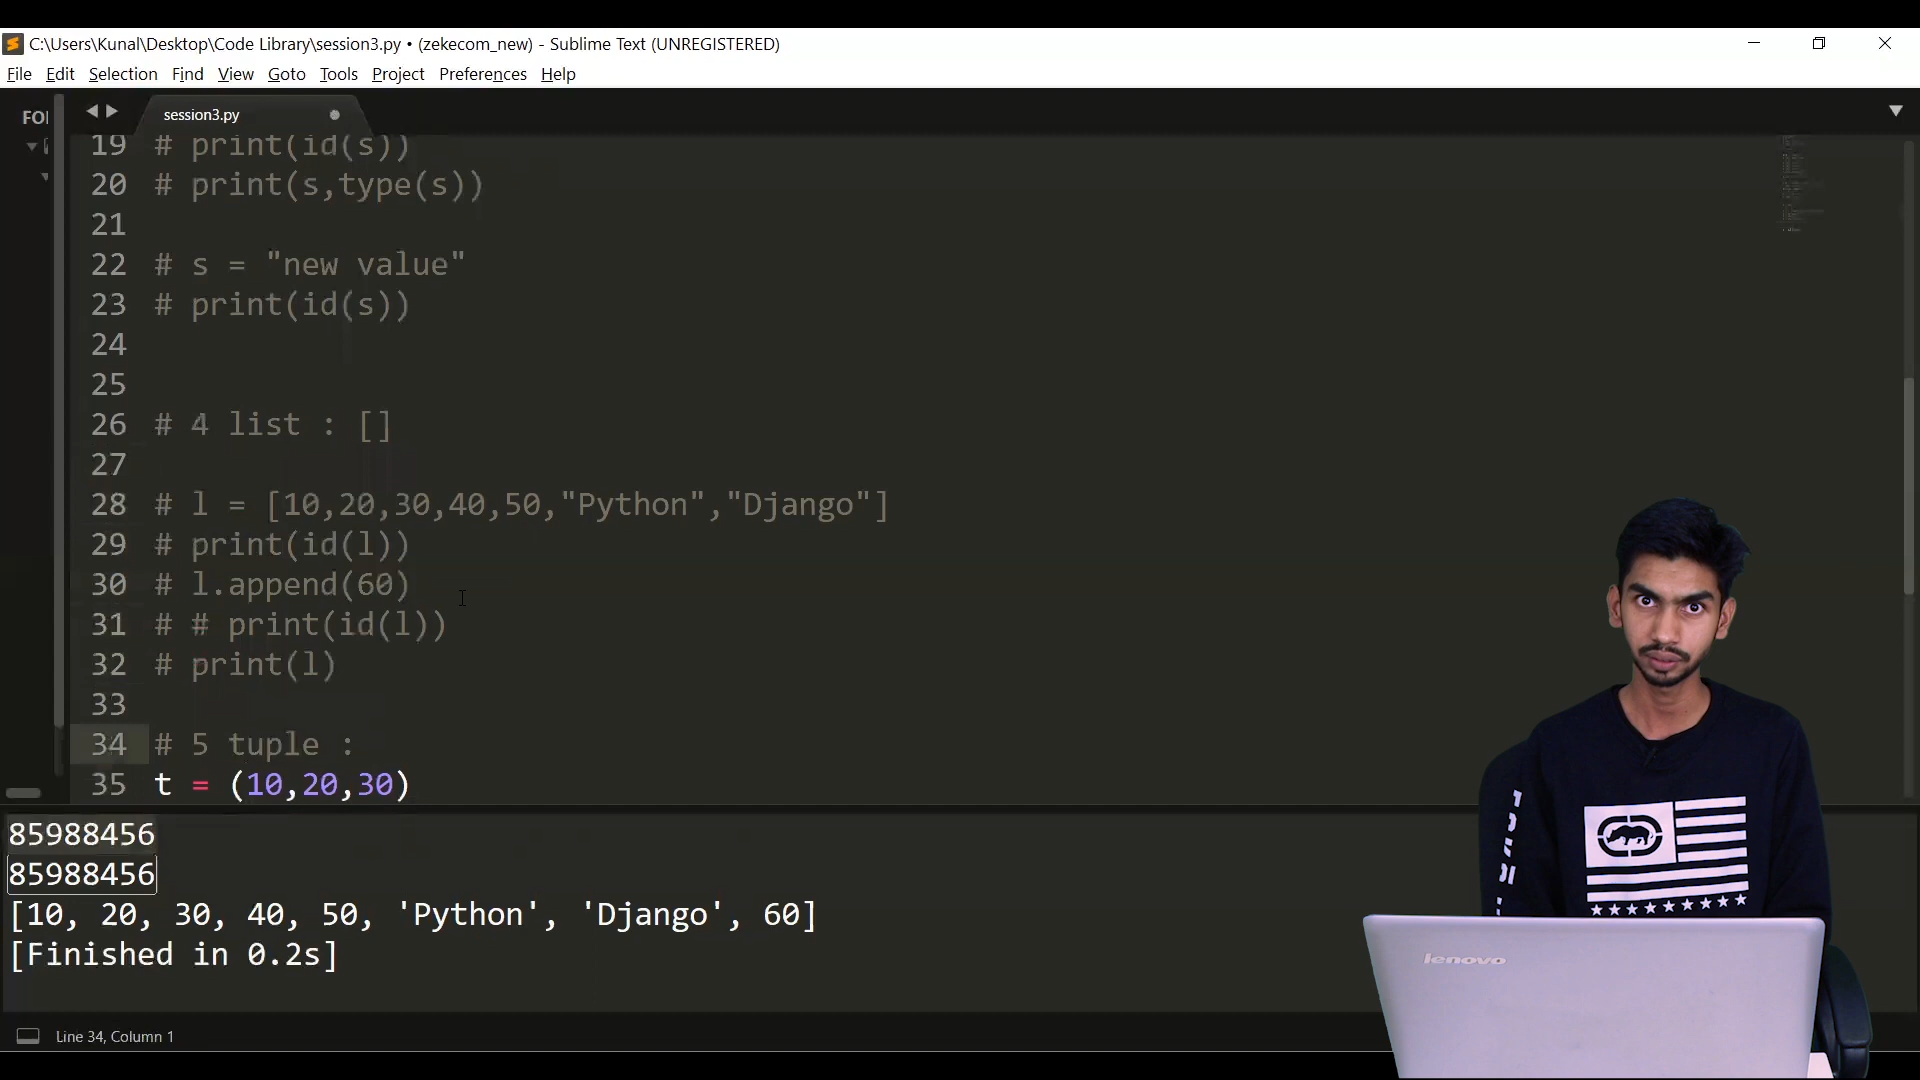 C:\Users\Kunal\Desktop\Code Library\session3.py • (zekecom_new) - Sublime Text (UNREGISTERED)
File Edit Selection Find View Goto Tools Project Preferences Help
FOI
session3.py
19 # print(id(s))
20 # print(s,type(s))
21
22 # s = "new value"
23 # print(id(s))
24
25
26 # 4 list : []
27
28 # l = [10,20,30,40,50,"Python","Django"]
29 # print(id(l))
30 # l.append(60)
31 # # print(id(l))
32 # print(l)
33
34 # 5 tuple :
35 t = (10,20,30)
85988456
85988456
[10, 20, 30, 40, 50, 'Python', 'Django', 60]
[Finished in 0.2s]
Line 34, Column 1
lenovo